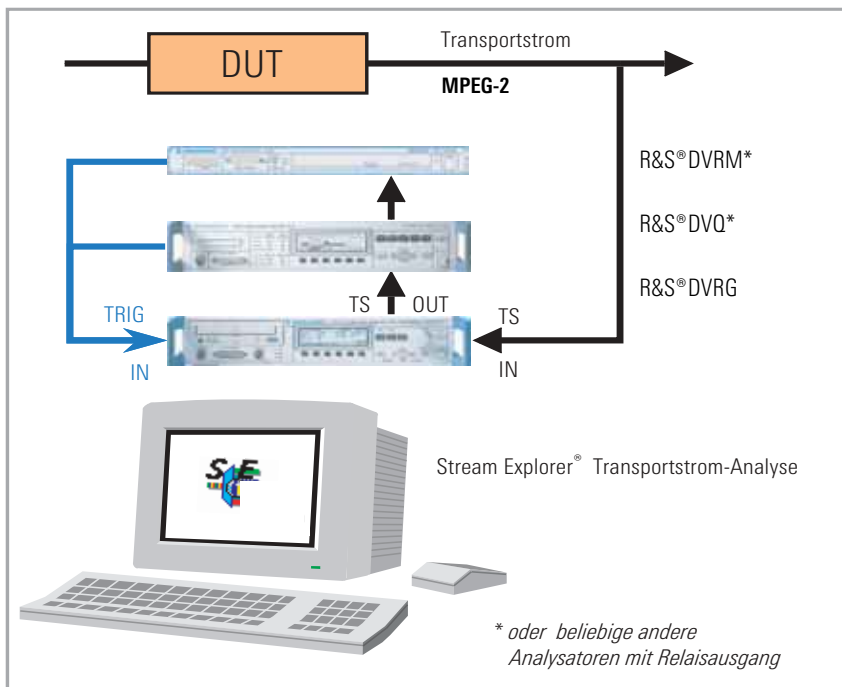 DUT
Transportstrom
MPEG-2
R&S®DVRM*
R&S®DVQ*
R&S®DVRG
TS OUT
TRIG
IN
TS
IN
SE
Stream Explorer® Transportstrom-Analyse
* oder beliebige andere
Analysatoren mit Relaisausgang